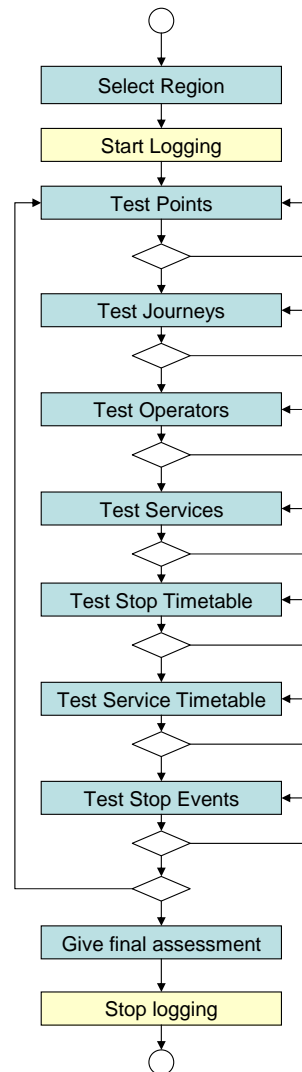 Select Region
Start Logging
Test Points
Test Journeys
Test Operators
Test Services
Test Stop Timetable
Test Service Timetable
Test Stop Events
Give final assessment
Stop logging